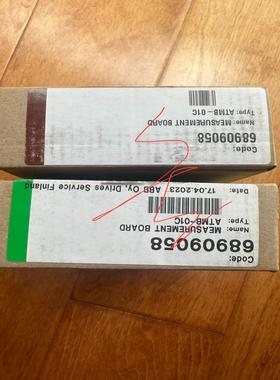 Code:
68909058
Name: MEASUREMENT BOARD
Type: ATMB-01C
Code:
68909058
Name: MEASUREMENT BOARD
Type: ATMB-01C
ABB Oy, Drives Service Finland
Date: 17.04.2023